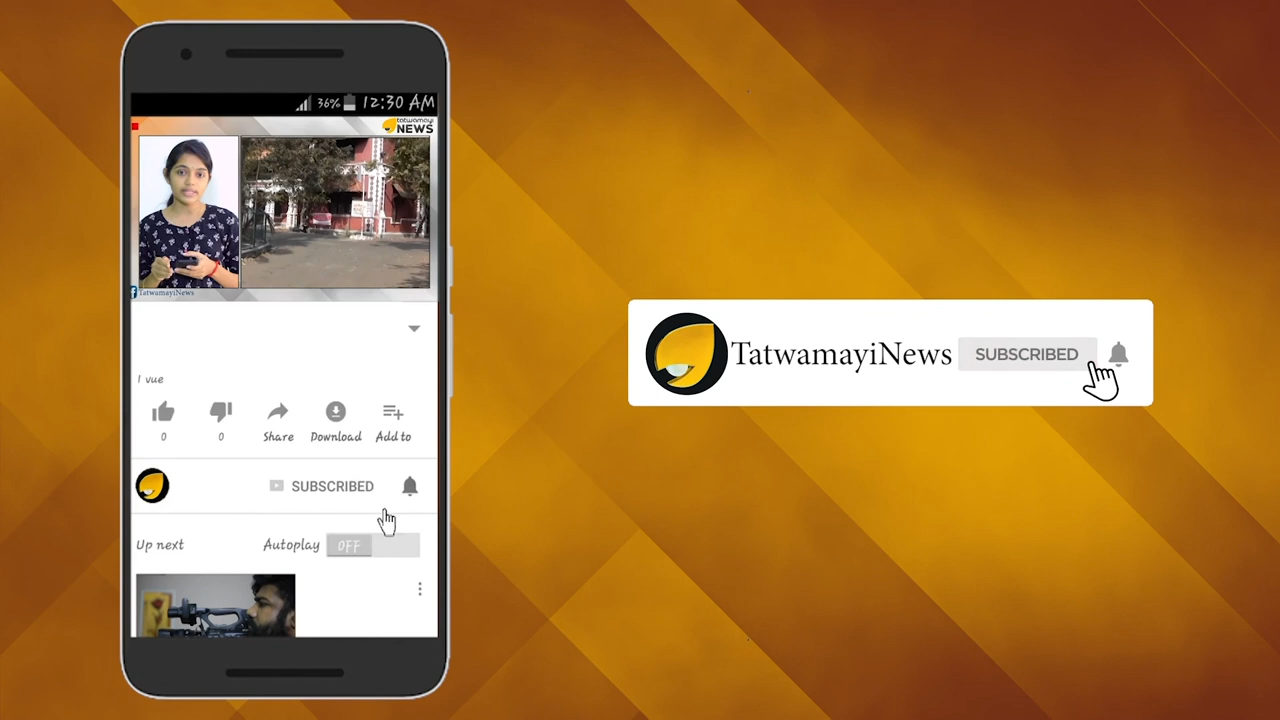 36% 12:30 AM
tatwamayi
NEWS
TatwamayiNews
1 vue
0 0 Share Download Add to
SUBSCRIBED
Up next Autoplay OFF
TatwamayiNews SUBSCRIBED